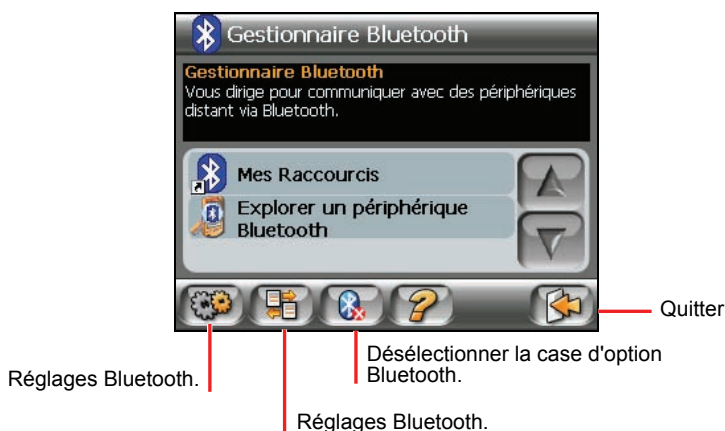 Gestionnaire Bluetooth
Gestionnaire Bluetooth
Vous dirige pour communiquer avec des périphériques
distant via Bluetooth.
Mes Raccourcis
Explorer un périphérique
Bluetooth
Quitter
Désélectionner la case d'option
Bluetooth.
Réglages Bluetooth.
Réglages Bluetooth.